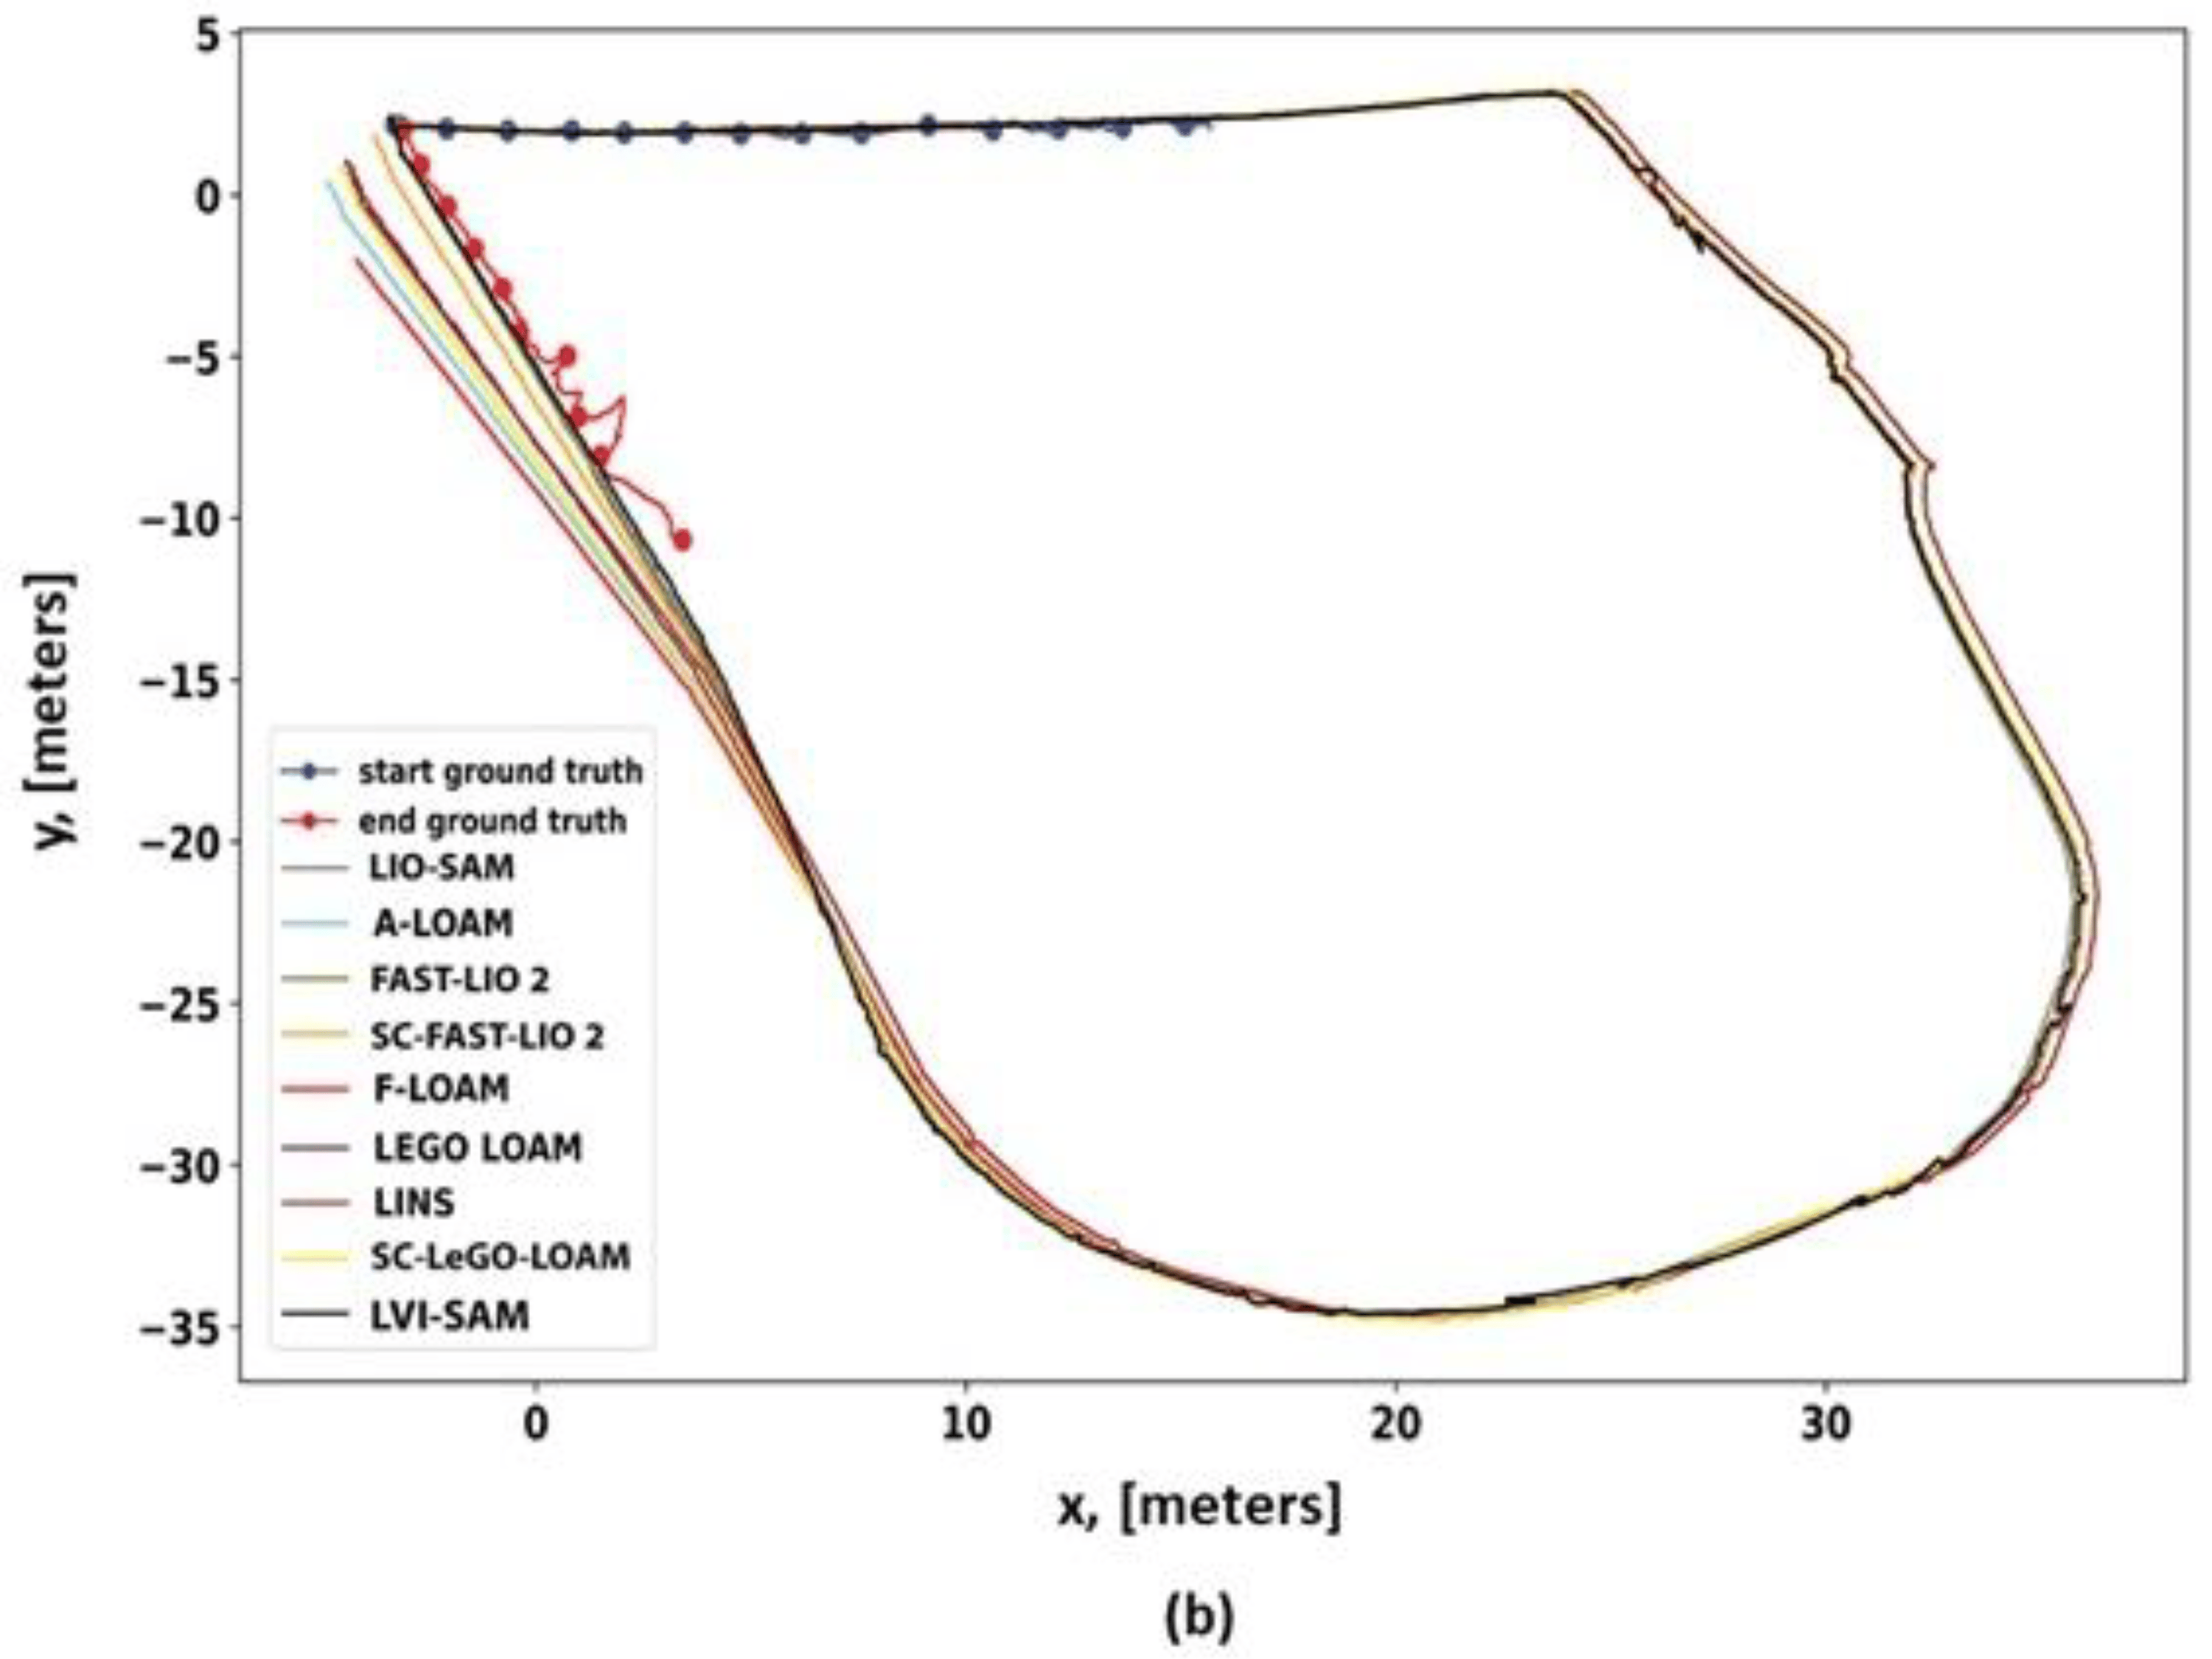 5
0
−5
−10
−15
−20
−25
−30
−35
y, [meters]
start ground truth
end ground truth
LIO-SAM
A-LOAM
FAST-LIO 2
SC-FAST-LIO 2
F-LOAM
LEGO LOAM
LINS
SC-LeGO-LOAM
LVI-SAM
0 10 20 30
x, [meters]
(b)